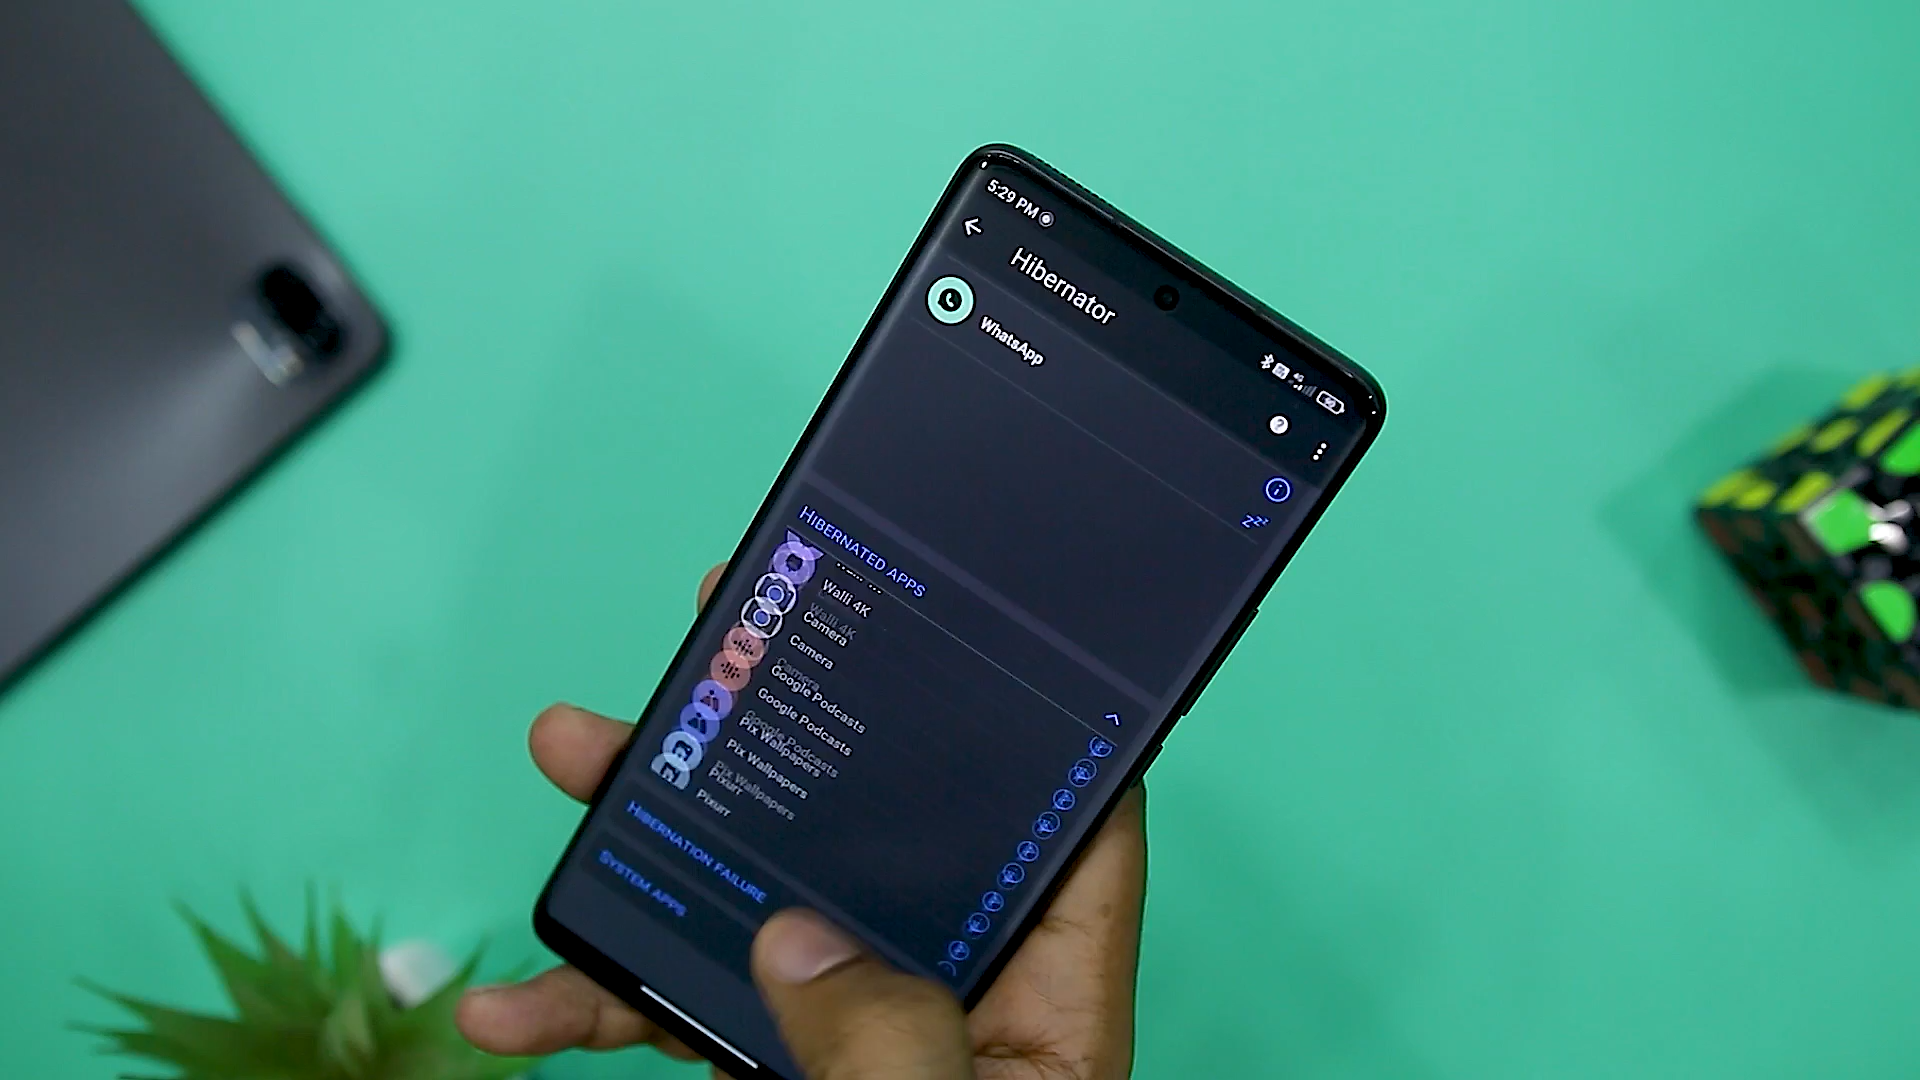 5:29 PM
Hibernator
WhatsApp
zzz
HIBERNATED APPS
Walli 4K
Walli 4K
Camera
Camera
Camera
Google Podcasts
Google Podcasts
Google Podcasts
Pix Wallpapers
Pix Wallpapers
Pix Wallpapers
Pixurr
Pixurr
HIBERNATION FAILURE
SYSTEM APPS